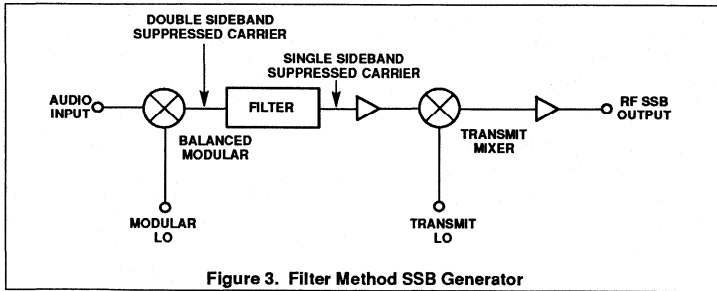 DOUBLE SIDEBAND
SUPPRESSED CARRIER
SINGLE SIDEBAND
SUPPRESSED CARRIER
AUDIO
INPUT
FILTER
RF SSB
OUTPUT
BALANCED
MODULAR
TRANSMIT
MIXER
MODULAR
LO
TRANSMIT
LO
Figure 3. Filter Method SSB Generator